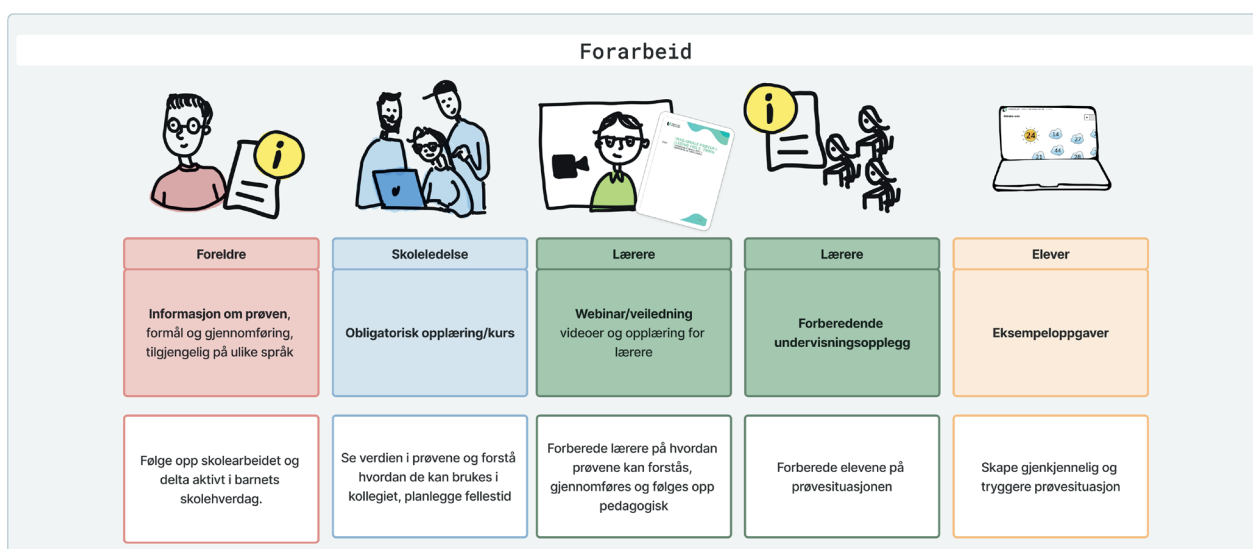 Forarbeid
24
14
27
21
44
28
Foreldre
Informasjon om prøven,
formål og gjennomføring,
tilgjengelig på ulike språk
Følge opp skolearbeidet og
delta aktivt i barnets
skolehverdag.
Skoleledelse
Obligatorisk opplæring/kurs
Se verdien i prøvene og forstå
hvordan de kan brukes i
kollegiet, planlegge fellestid
Lærere
Webinar/veiledning
videoer og opplæring for
lærere
Forberede lærere på hvordan
prøvene kan forstås,
gjennomføres og følges opp
pedagogisk
Lærere
Forberedende
undervisningsopplegg
Forberede elevene på
prøvesituasjonen
Elever
Eksempeloppgaver
Skape gjenkjennelig og
tryggere prøvesituasjon